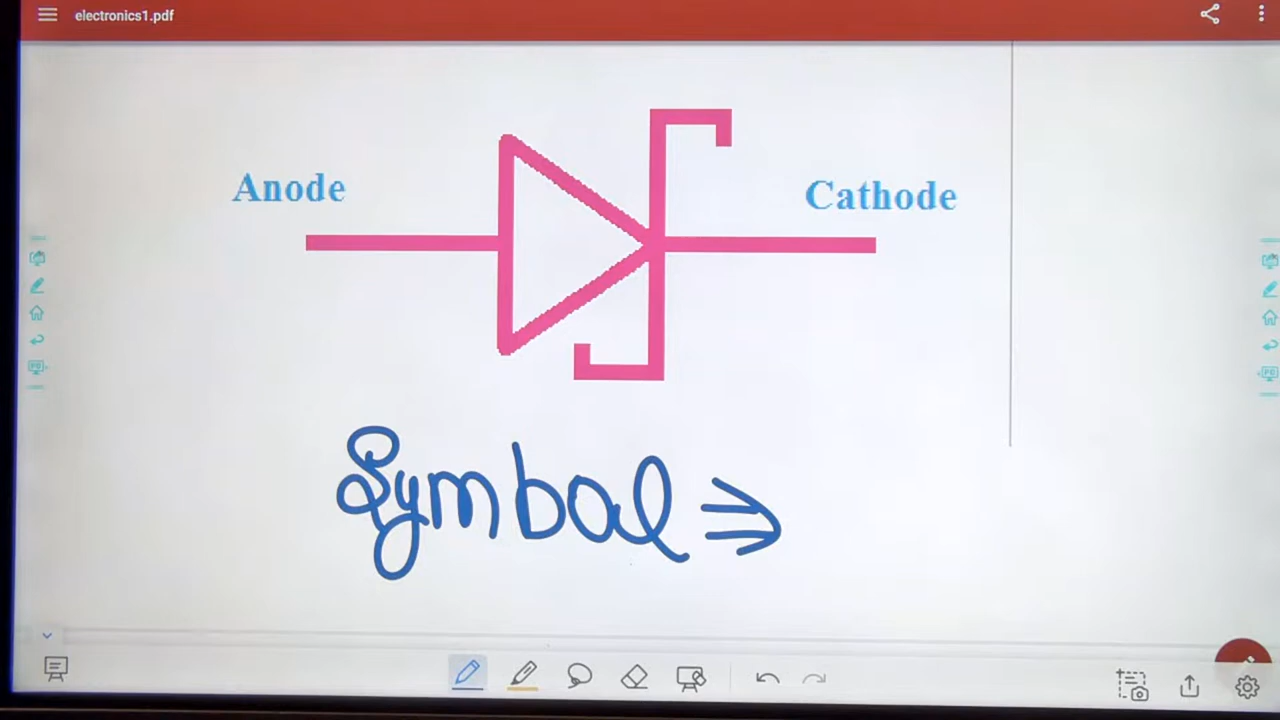 electronics1.pdf
Anode
Cathode
Symbol ⇒